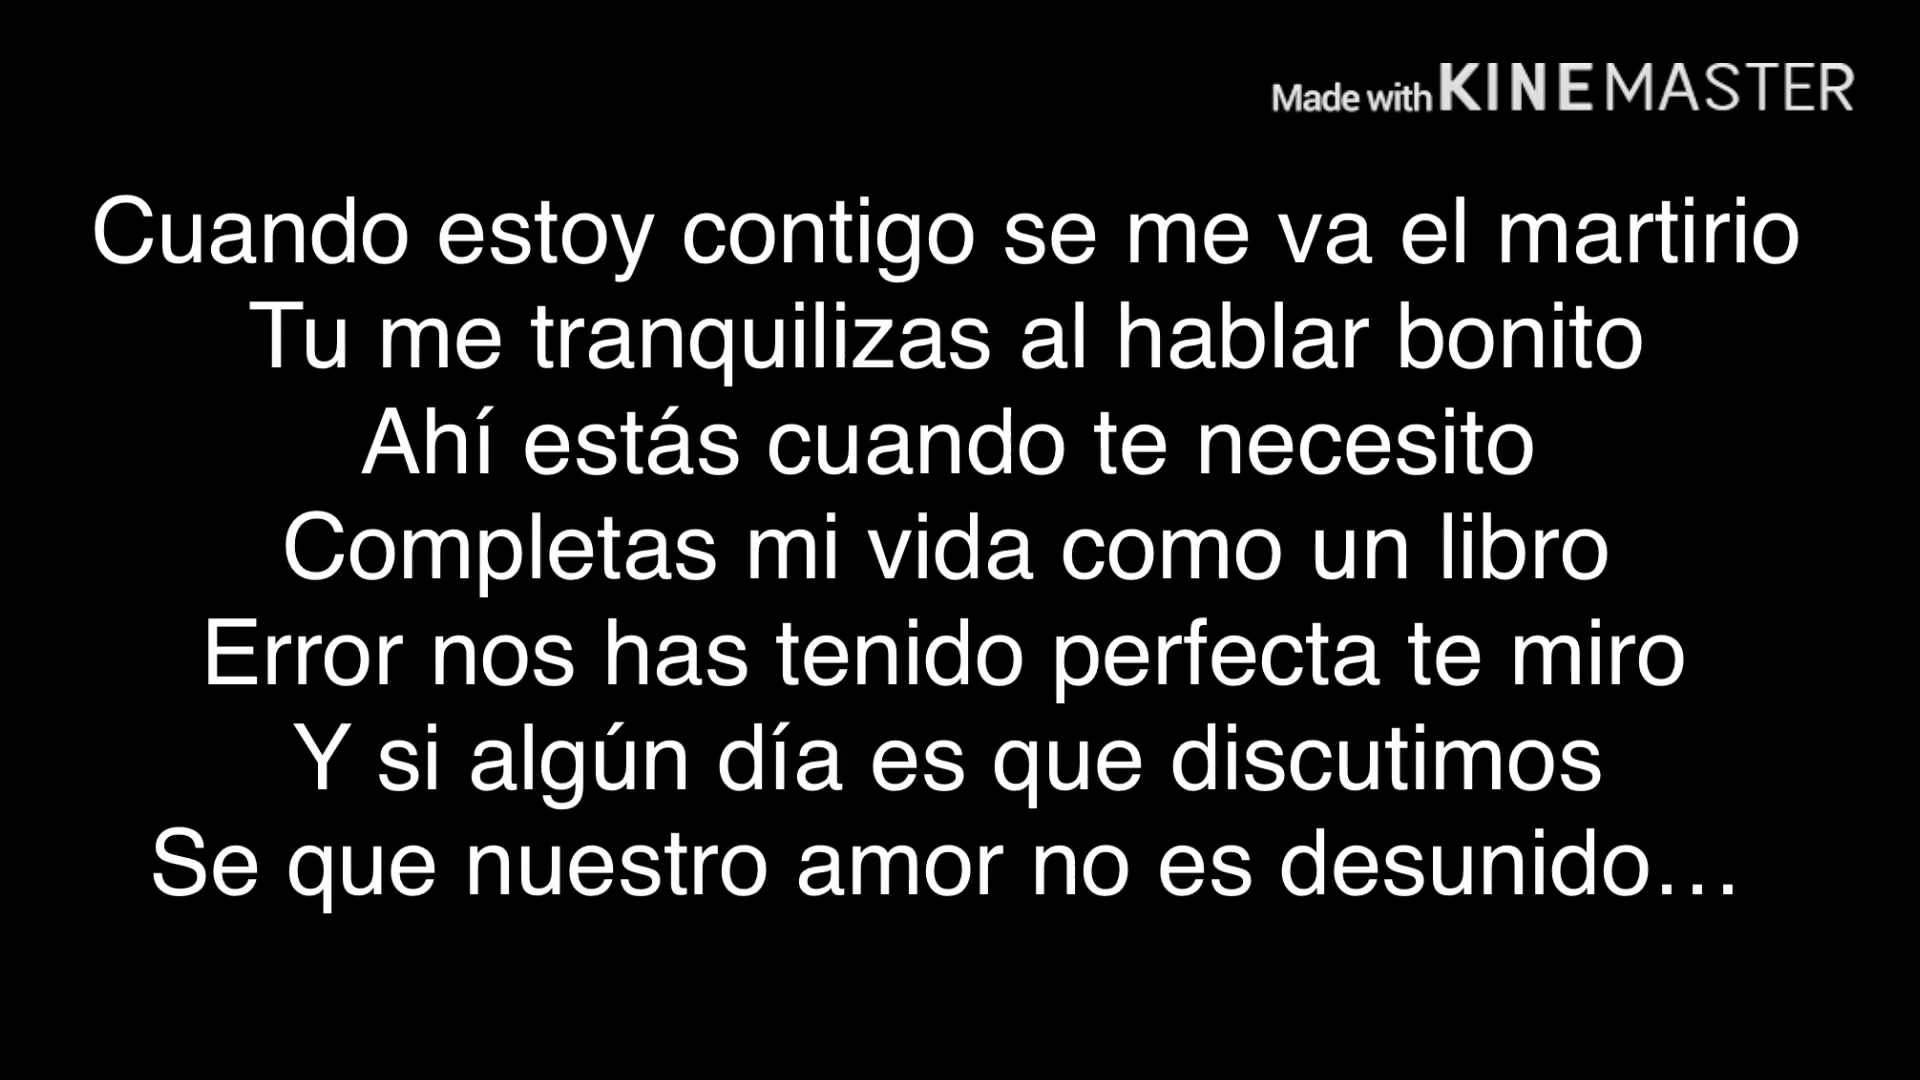 Made with KINEMASTER
Cuando estoy contigo se me va el martirio
Tu me tranquilizas al hablar bonito
Ahí estás cuando te necesito
Completas mi vida como un libro
Error nos has tenido perfecta te miro
Y si algún día es que discutimos
Se que nuestro amor no es desunido...